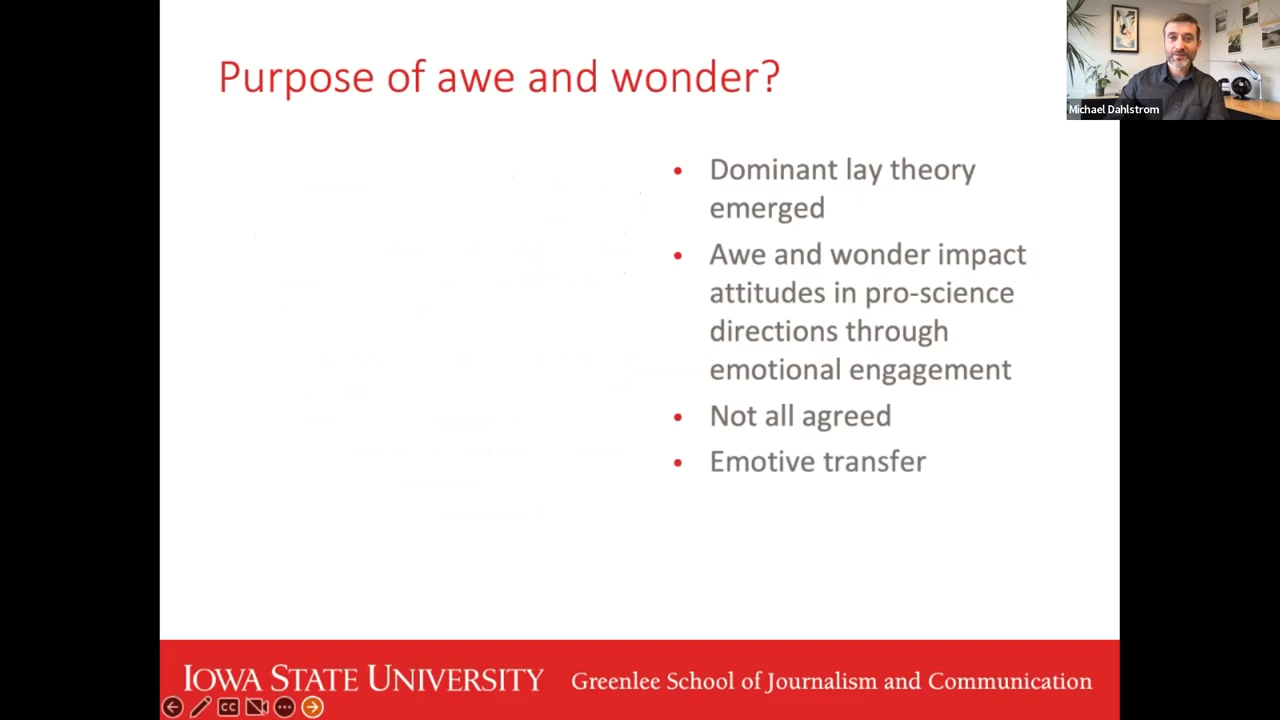 Purpose of awe and wonder?
Michael Dahlstrom
• Dominant lay theory
emerged
• Awe and wonder impact
attitudes in pro-science
directions through
emotional engagement
• Not all agreed
• Emotive transfer
IOWA STATE UNIVERSITY Greenlee School of Journalism and Communication
CC